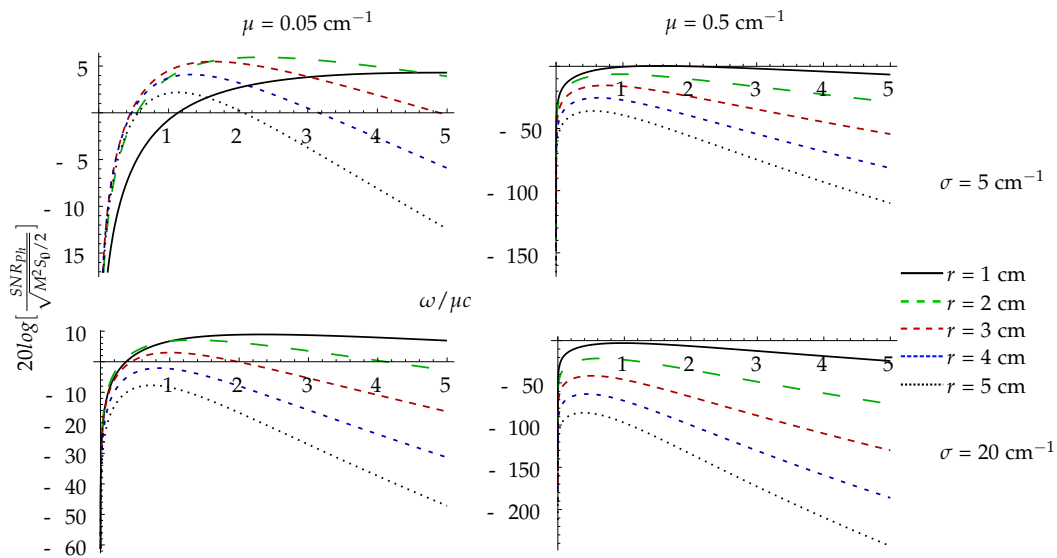 μ = 0.05 cm⁻¹
μ = 0.5 cm⁻¹
5
1 2 3 4 5
- 5
- 10
15
1 2 3 4 5
- 50
- 100
150
σ = 5 cm⁻¹
20log[SNR_Ph/√(M²S₀/2)]
ω/μc
r = 1 cm
r = 2 cm
r = 3 cm
r = 4 cm
r = 5 cm
10
1 2 3 4 5
- 10
- 20
- 30
- 40
- 50
- 60
1 2 3 4 5
- 50
- 100
- 150
- 200
σ = 20 cm⁻¹